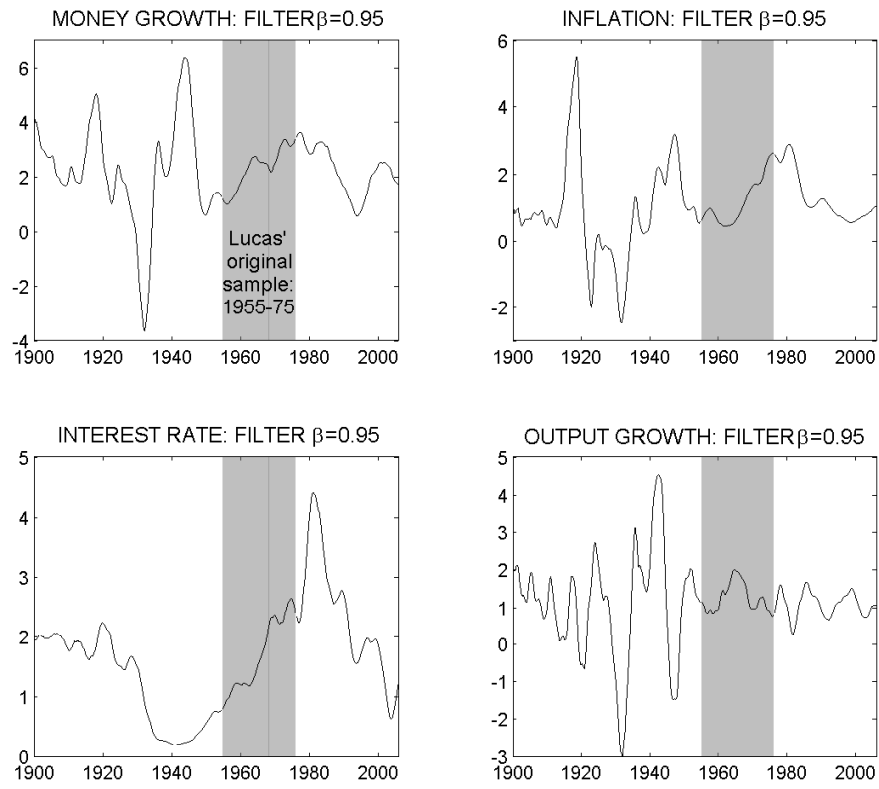 MONEY GROWTH: FILTERβ=0.95
6
4
2
0
-2
-4
Lucas'
original
sample:
1955-75
1900 1920 1940 1960 1980 2000
INFLATION: FILTER β=0.95
6
4
2
0
-2
1900 1920 1940 1960 1980 2000
INTEREST RATE: FILTER β=0.95
5
4
3
2
1
0
1900 1920 1940 1960 1980 2000
OUTPUT GROWTH: FILTERβ=0.95
5
4
3
2
1
0
-1
-2
-3
1900 1920 1940 1960 1980 2000